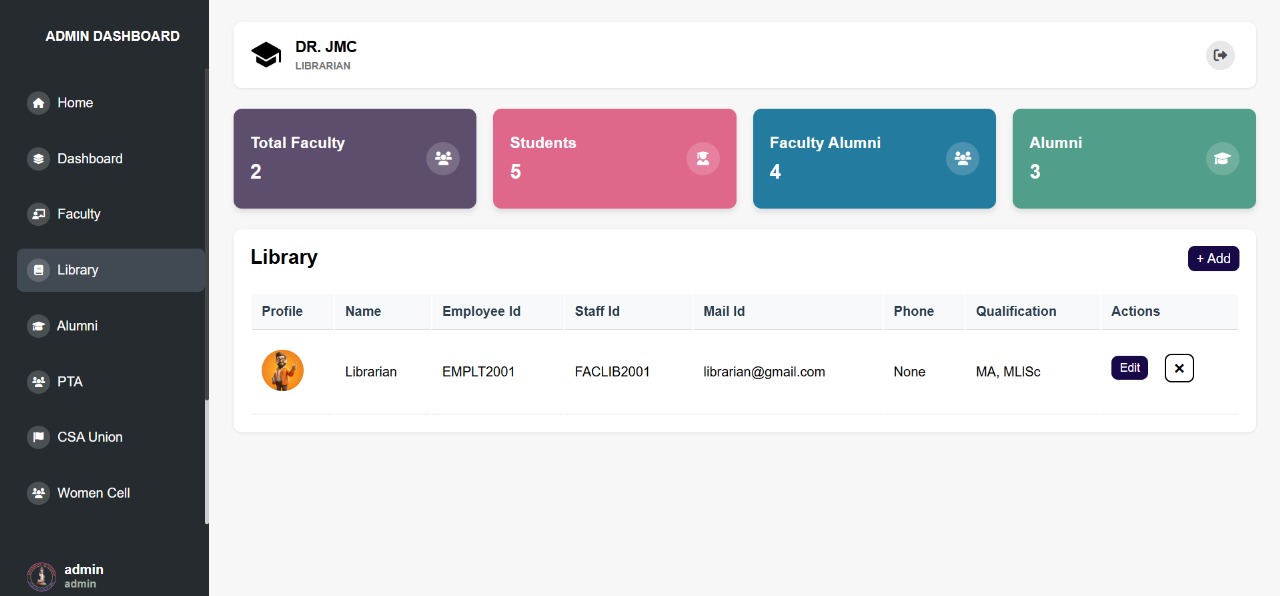 ADMIN DASHBOARD
Home
Dashboard
Faculty
Library
Alumni
PTA
CSA Union
Women Cell
admin
admin
DR. JMC
LIBRARIAN
Total Faculty
2
Students
5
Faculty Alumni
4
Alumni
3
Library
+ Add
Profile Name Employee Id Staff Id Mail Id Phone Qualification Actions
Librarian EMPLT2001 FACLIB2001 librarian@gmail.com None MA, MLISc Edit